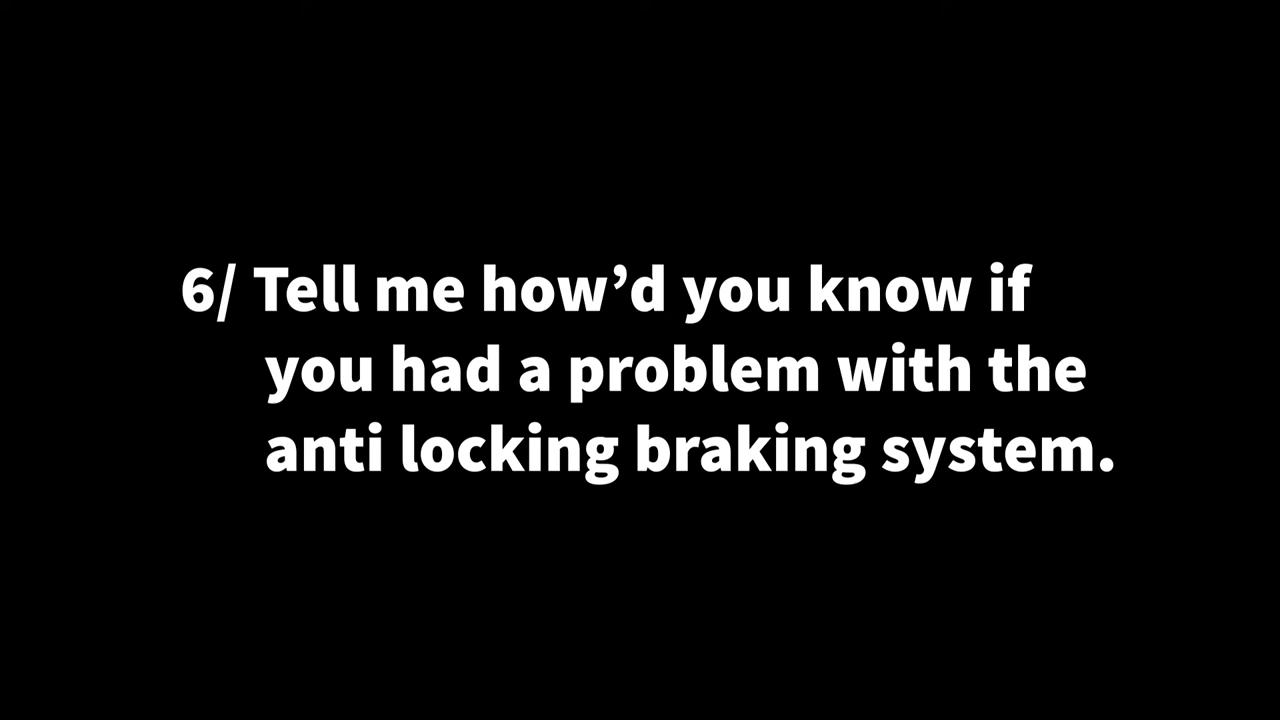 6/ Tell me how’d you know if
you had a problem with the
anti locking braking system.